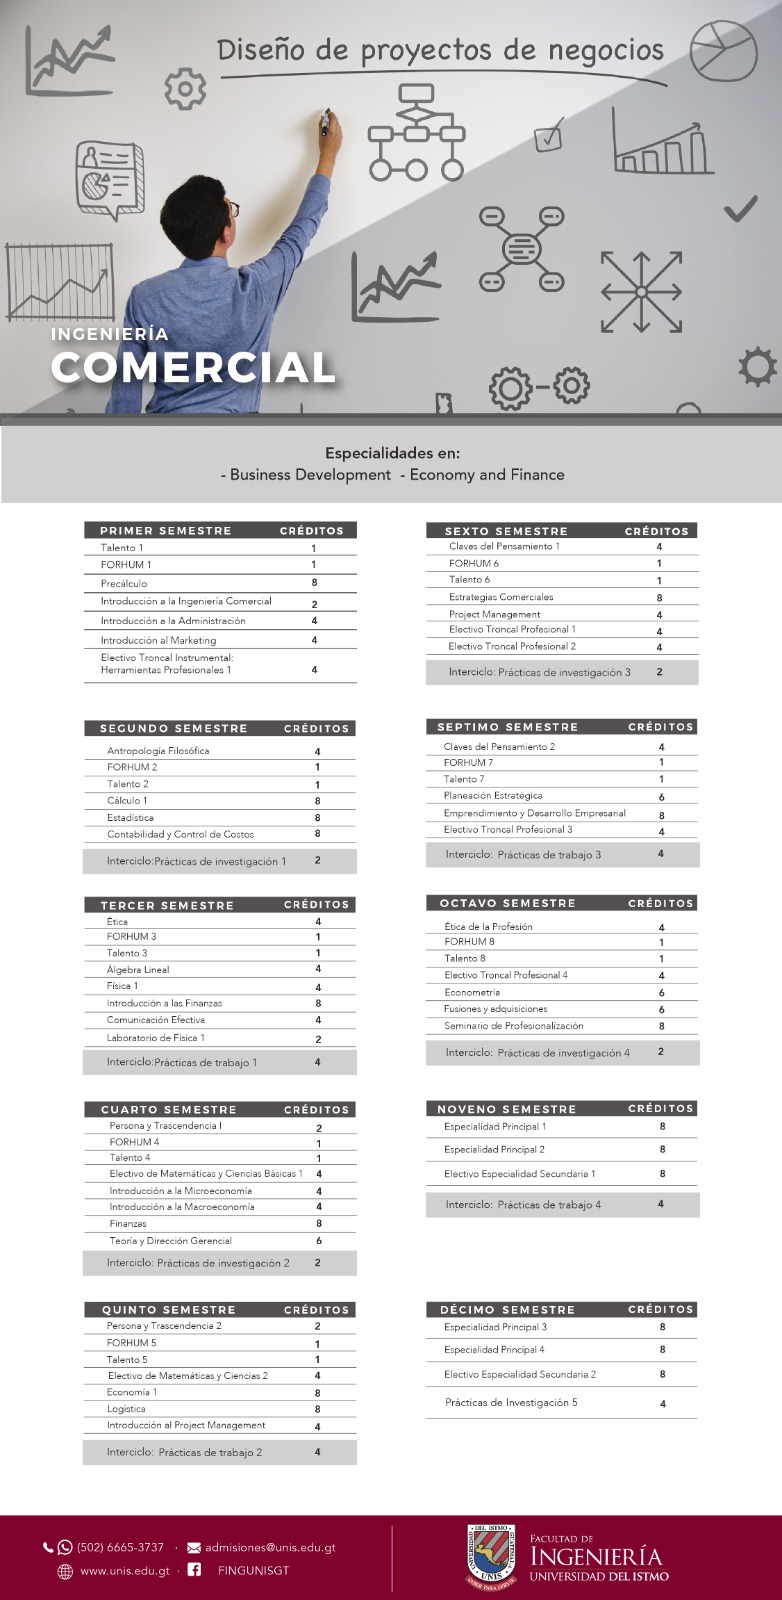 Diseño de proyectos de negocios
INGENIERÍA
COMERCIAL
Especialidades en:
- Business Development - Economy and Finance
PRIMER SEMESTRE CRÉDITOS
Talento 1 1
FORHUM 1 1
Precálculo 8
Introducción a la Ingeniería Comercial 2
Introducción a la Administración 4
Introducción al Marketing 4
Electivo Troncal Instrumental:
Herramientas Profesionales 1 4
SEGUNDO SEMESTRE CRÉDITOS
Antropología Filosófica 4
FORHUM 2 1
Talento 2 1
Cálculo 1 8
Estadística 8
Contabilidad y Control de Costos 8
Interciclo:Prácticas de investigación 1 2
TERCER SEMESTRE CRÉDITOS
Ética 4
FORHUM 3 1
Talento 3 1
Álgebra Lineal 4
Física 1 4
Introducción a las Finanzas 8
Comunicación Efectiva 4
Laboratorio de Física 1 2
Interciclo:Prácticas de trabajo 1 4
CUARTO SEMESTRE CRÉDITOS
Persona y Trascendencia I 2
FORHUM 4 1
Talento 4 1
Electivo de Matemáticas y Ciencias Básicas 1 4
Introducción a la Microeconomía 4
Introducción a la Macroeconomía 4
Finanzas 8
Teoría y Dirección Gerencial 6
Interciclo: Prácticas de investigación 2 2
QUINTO SEMESTRE CRÉDITOS
Persona y Trascendencia 2 2
FORHUM 5 1
Talento 5 1
Electivo de Matemáticas y Ciencias 2 4
Economía 1 8
Logística 8
Introducción al Project Management 4
Interciclo: Prácticas de trabajo 2 4
SEXTO SEMESTRE CRÉDITOS
Claves del Pensamiento 1 4
FORHUM 6 1
Talento 6 1
Estrategias Comerciales 8
Project Management 4
Electivo Troncal Profesional 1 4
Electivo Troncal Profesional 2 4
Interciclo: Prácticas de investigación 3 2
SEPTIMO SEMESTRE CRÉDITOS
Claves del Pensamiento 2 4
FORHUM 7 1
Talento 7 1
Planeación Estratégica 6
Emprendimiento y Desarrollo Empresarial 8
Electivo Troncal Profesional 3 4
Interciclo: Prácticas de trabajo 3 4
OCTAVO SEMESTRE CRÉDITOS
Ética de la Profesión 4
FORHUM 8 1
Talento 8 1
Electivo Troncal Profesional 4 4
Econometría 6
Fusiones y adquisiciones 6
Seminario de Profesionalización 8
Interciclo: Prácticas de investigación 4 2
NOVENO SEMESTRE CRÉDITOS
Especialidad Principal 1 8
Especialidad Principal 2 8
Electivo Especialidad Secundaria 1 8
Interciclo: Prácticas de trabajo 4 4
DÉCIMO SEMESTRE CRÉDITOS
Especialidad Principal 3 8
Especialidad Principal 4 8
Electivo Especialidad Secundaria 2 8
Prácticas de Investigación 5 4
(502) 6665-3737 · admisiones@unis.edu.gt
www.unis.edu.gt · FINGUNISGT
UNIVERSIDAD DEL ISTMO GUATEMALA
UNIS
FACULTAD DE
INGENIERÍA
UNIVERSIDAD DEL ISTMO